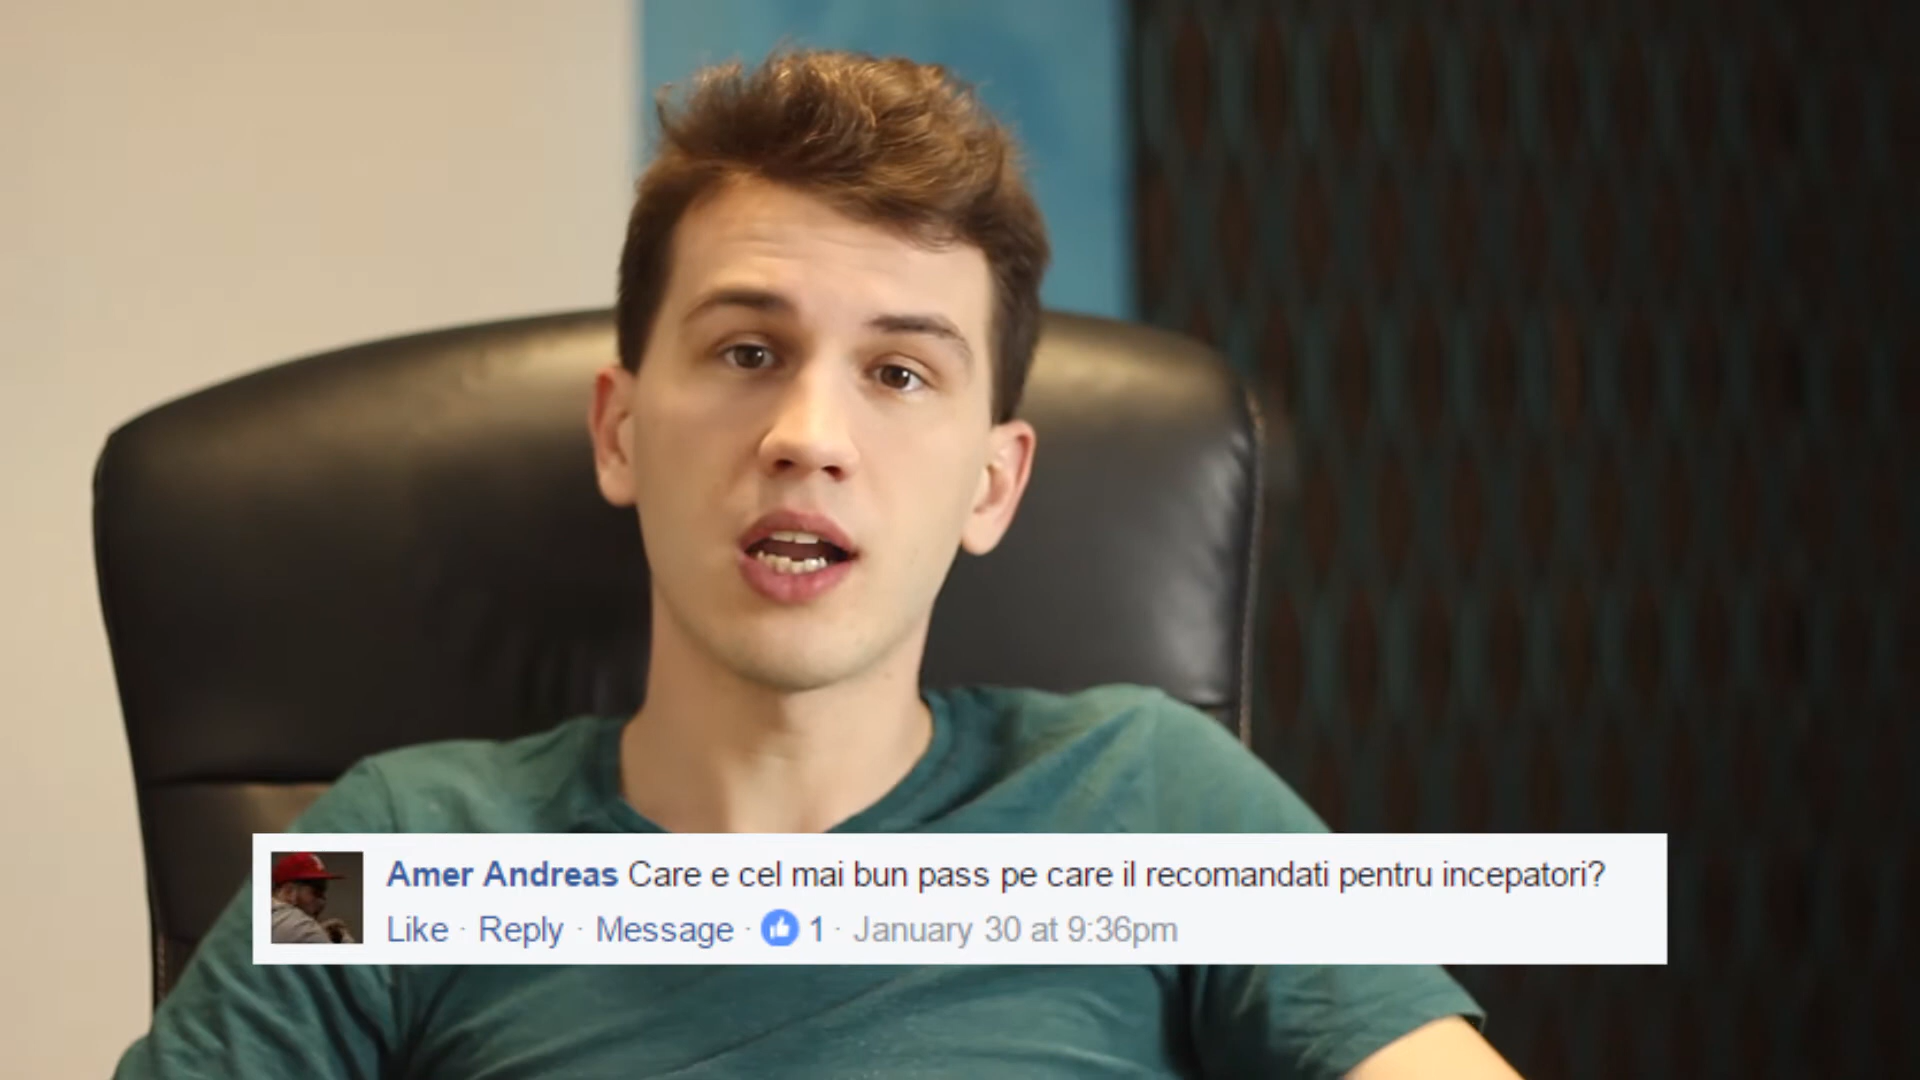 Amer Andreas Care e cel mai bun pass pe care il recomandati pentru incepatori?
Like · Reply · Message · 1 · January 30 at 9:36pm